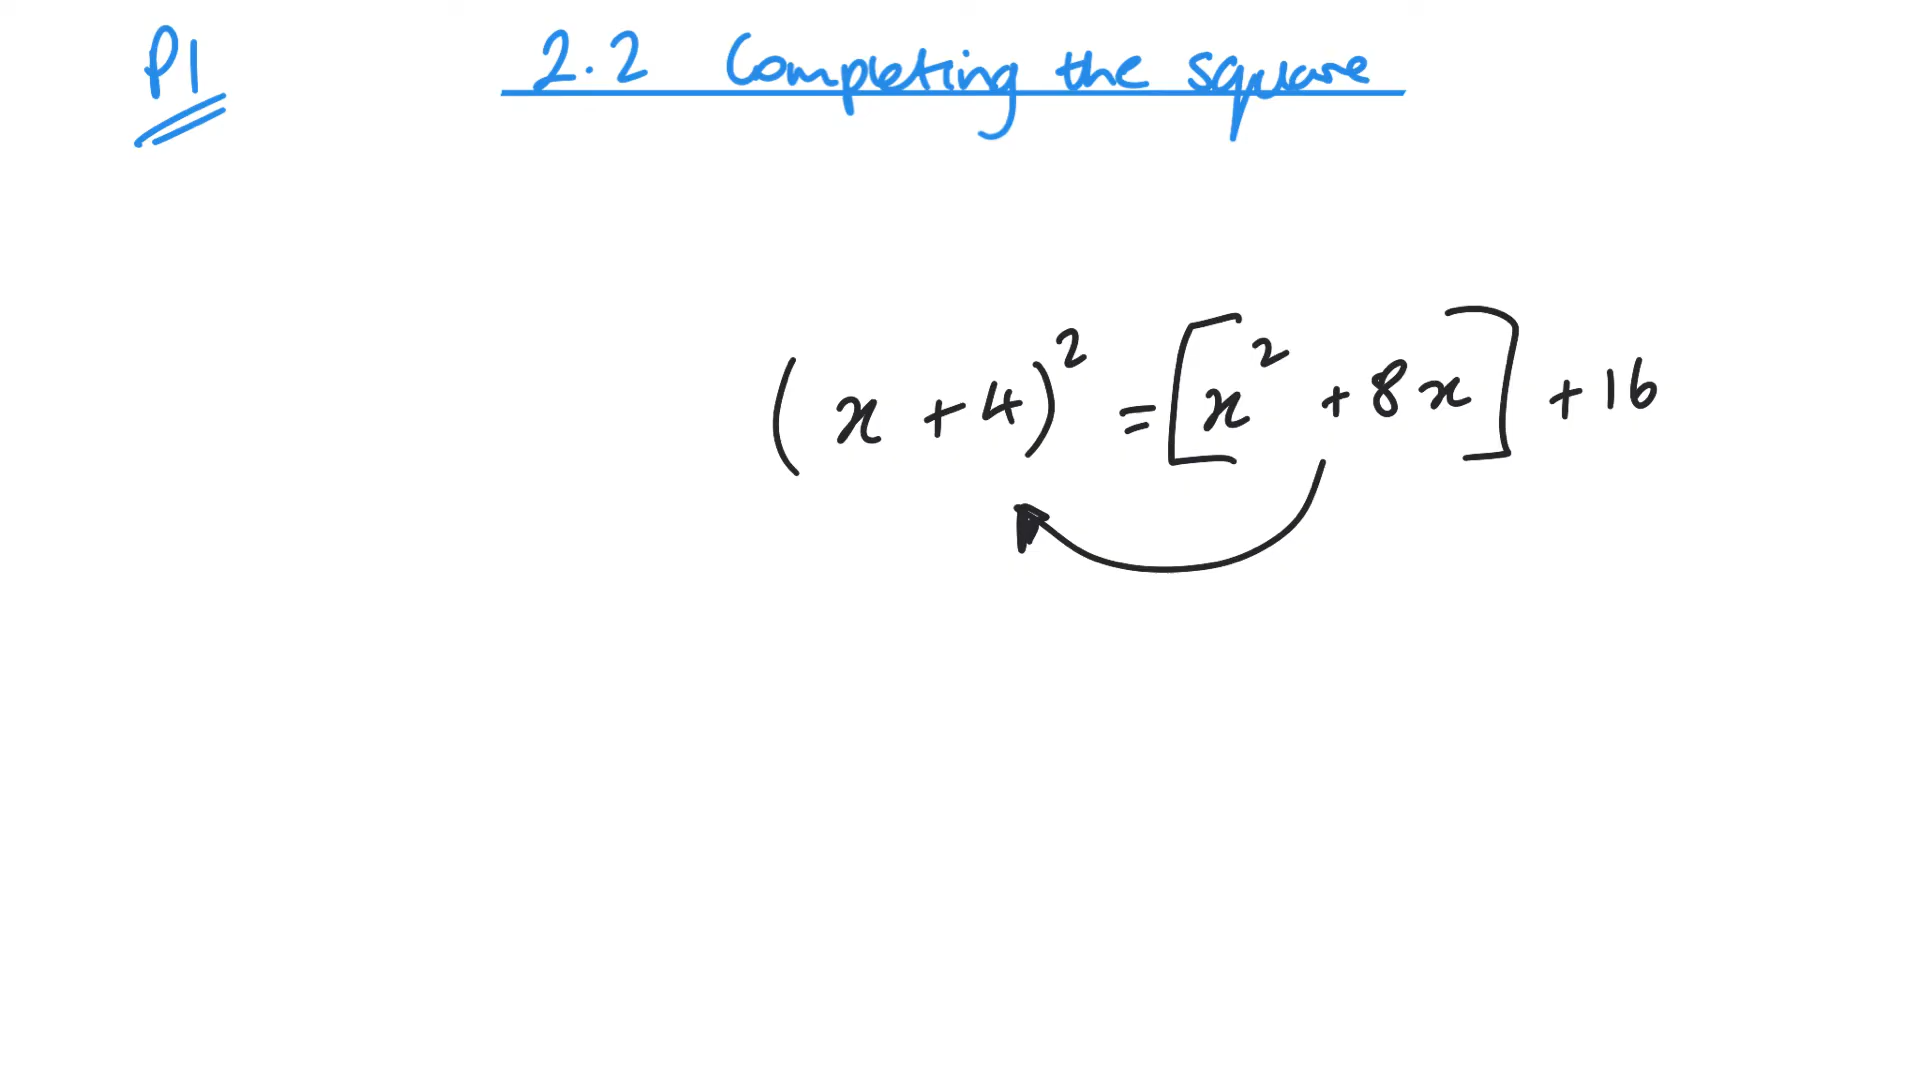 P1
2.2 Completing the square
(x + 4)² = [x² + 8x] + 16